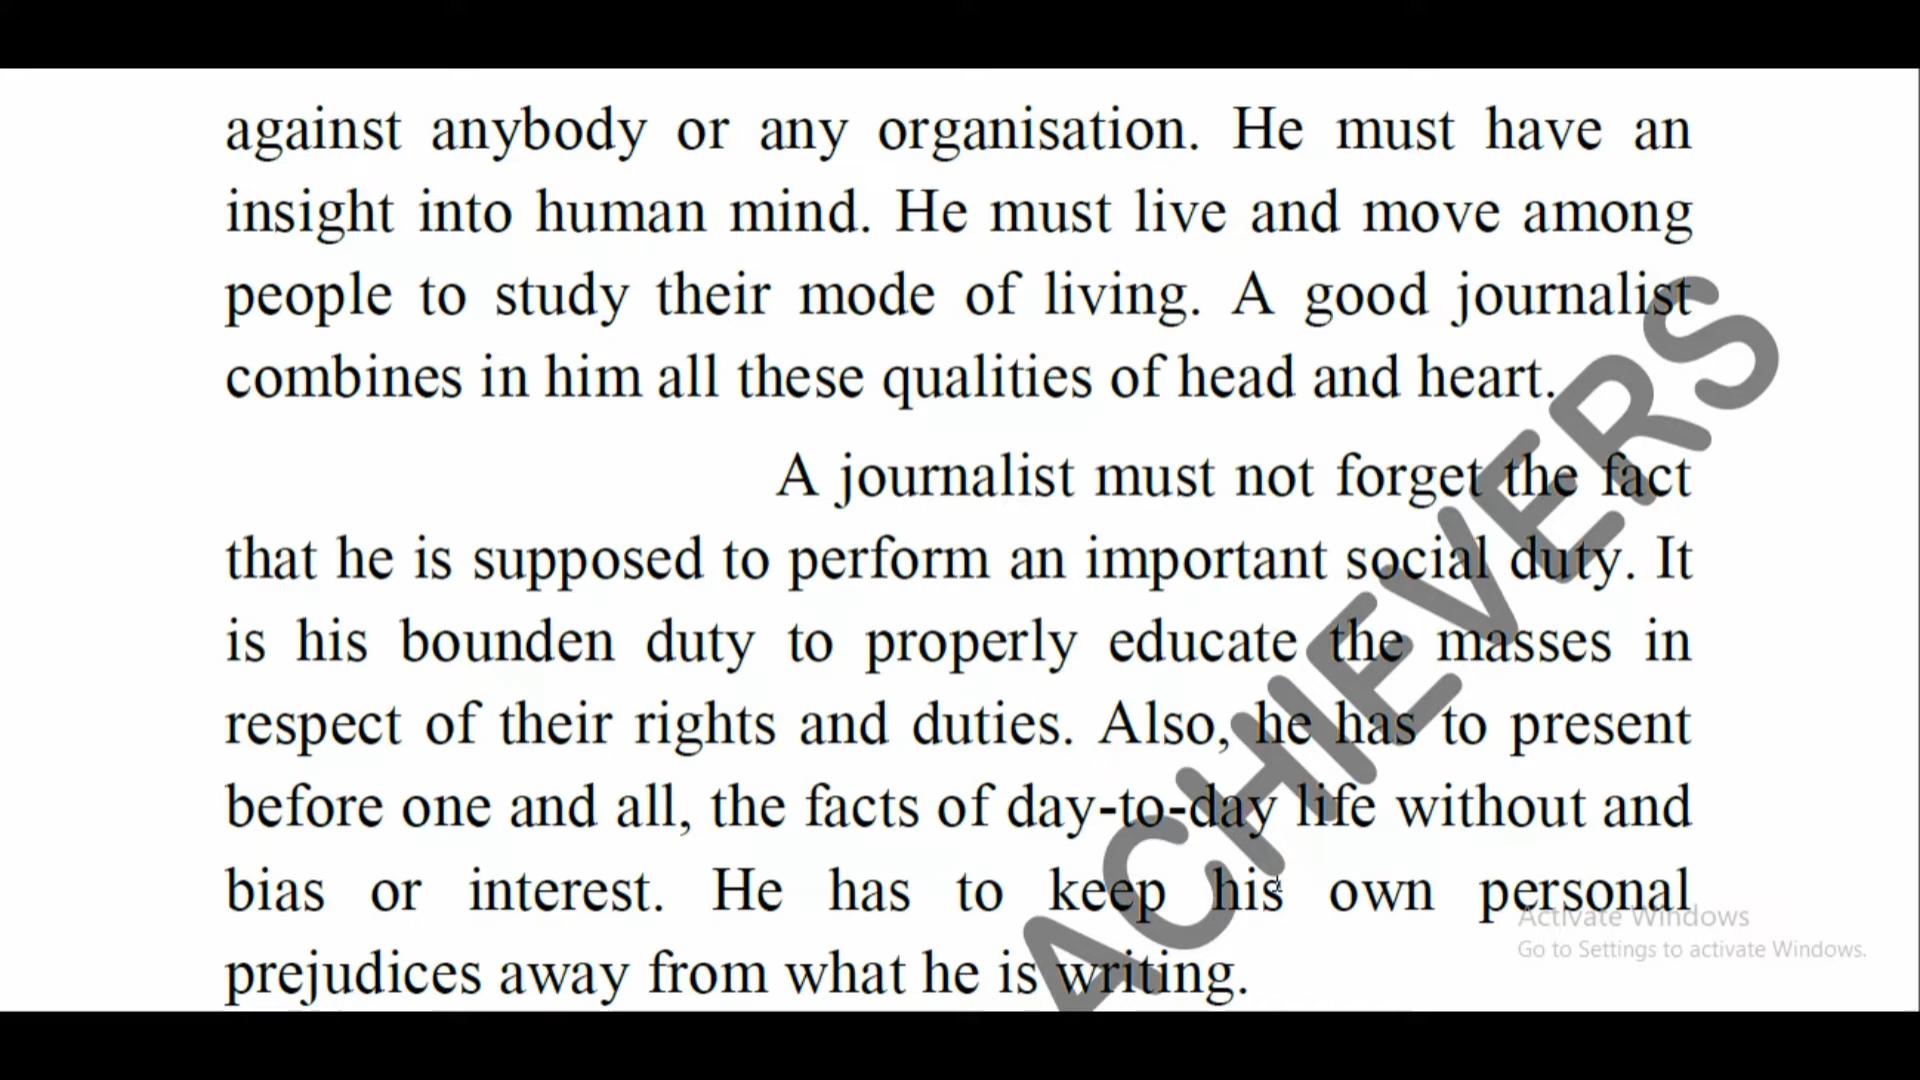 against anybody or any organisation. He must have an
insight into human mind. He must live and move among
people to study their mode of living. A good journalist
combines in him all these qualities of head and heart.
A journalist must not forget the fact
that he is supposed to perform an important social duty. It
is his bounden duty to properly educate the masses in
respect of their rights and duties. Also, he has to present
before one and all, the facts of day-to-day life without and
bias or interest. He has to keep his own personal
prejudices away from what he is writing.
ACHIEVERS
Activate Windows
Go to Settings to activate Windows.